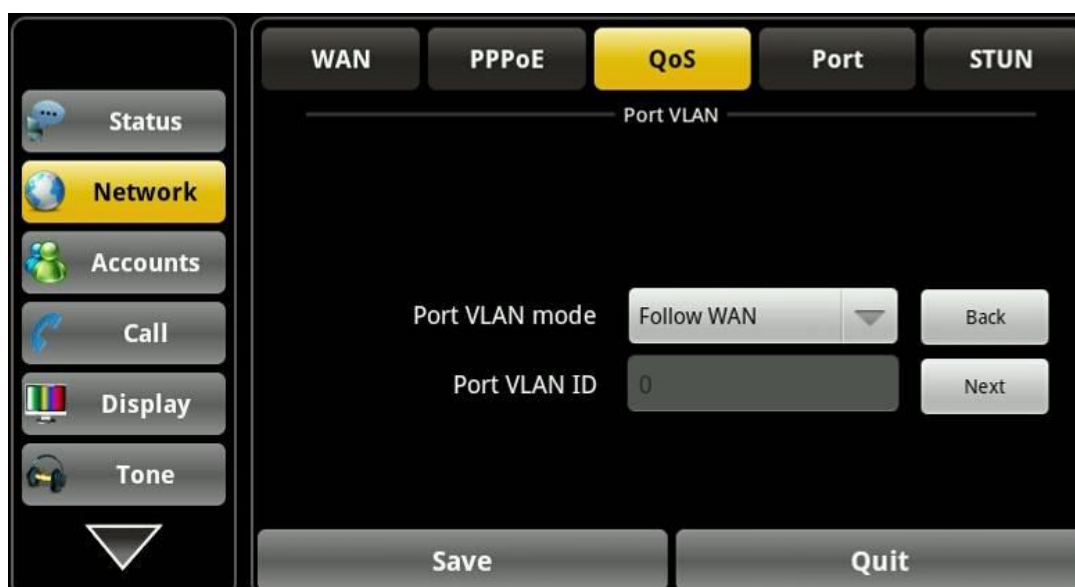 WAN PPPoE QoS Port STUN
Port VLAN
Status
Network
Accounts
Call
Display
Tone
Port VLAN mode Follow WAN Back
Port VLAN ID 0 Next
Save Quit